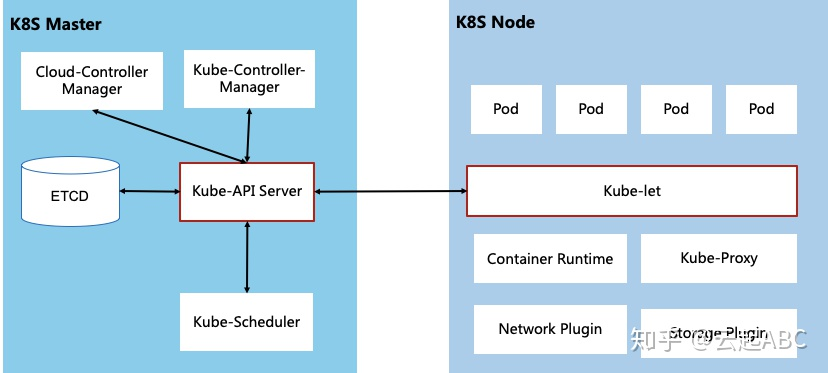 K8S Master
Cloud-Controller
Manager
Kube-Controller-
Manager
ETCD
Kube-API Server
Kube-Scheduler
K8S Node
Pod
Pod
Pod
Pod
Kube-let
Container Runtime
Kube-Proxy
Network Plugin
Storage Plugin
知乎 @云起ABC